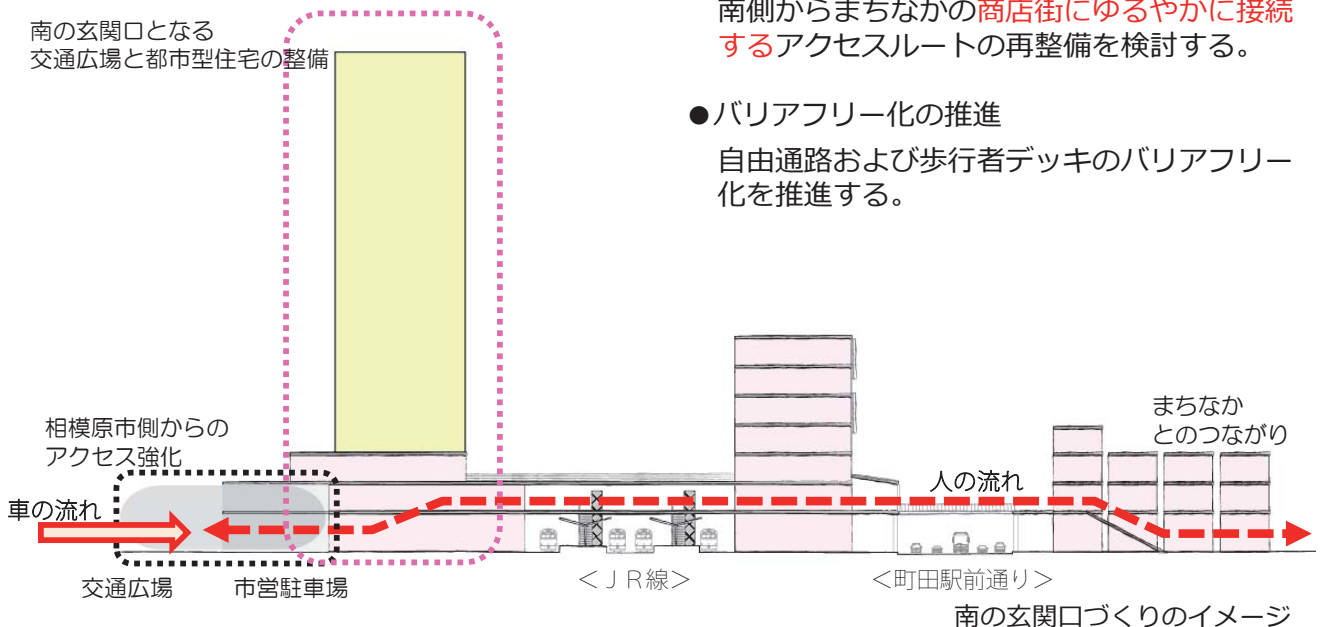 南側からまちなかの商店街にゆるやかに接続
するアクセスルートの再整備を検討する。
●バリアフリー化の推進
自由通路および歩行者デッキのバリアフリー
化を推進する。
南の玄関口となる
交通広場と都市型住宅の整備
相模原市側からの
アクセス強化
車の流れ
交通広場
市営駐車場
人の流れ
まちなか
とのつながり
＜ＪＲ線＞
＜町田駅前通り＞
南の玄関口づくりのイメージ